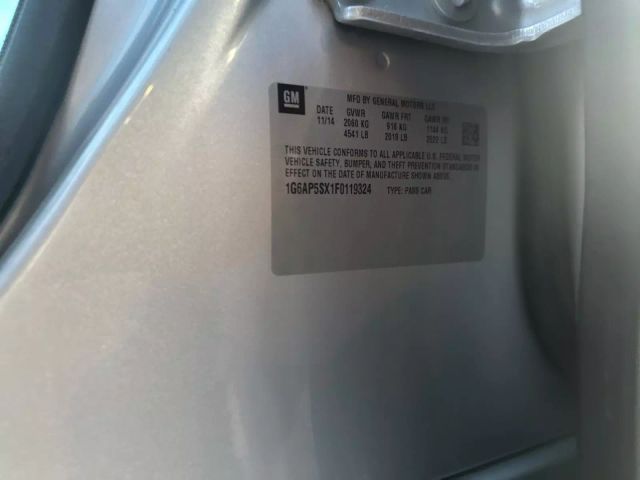 GM
MFG BY GENERAL MOTORS LLC
DATE GVWR GAWR FRT GAWR RR
11/14 2060 KG 916 KG 1144 KG
4541 LB 2019 LB 2522 LB
THIS VEHICLE CONFORMS TO ALL APPLICABLE U.S. FEDERAL MOTOR
VEHICLE SAFETY, BUMPER, AND THEFT PREVENTION STANDARDS IN
EFFECT ON THE DATE OF MANUFACTURE SHOWN ABOVE.
1G6AP5SX1F0119324 TYPE: PASS CAR